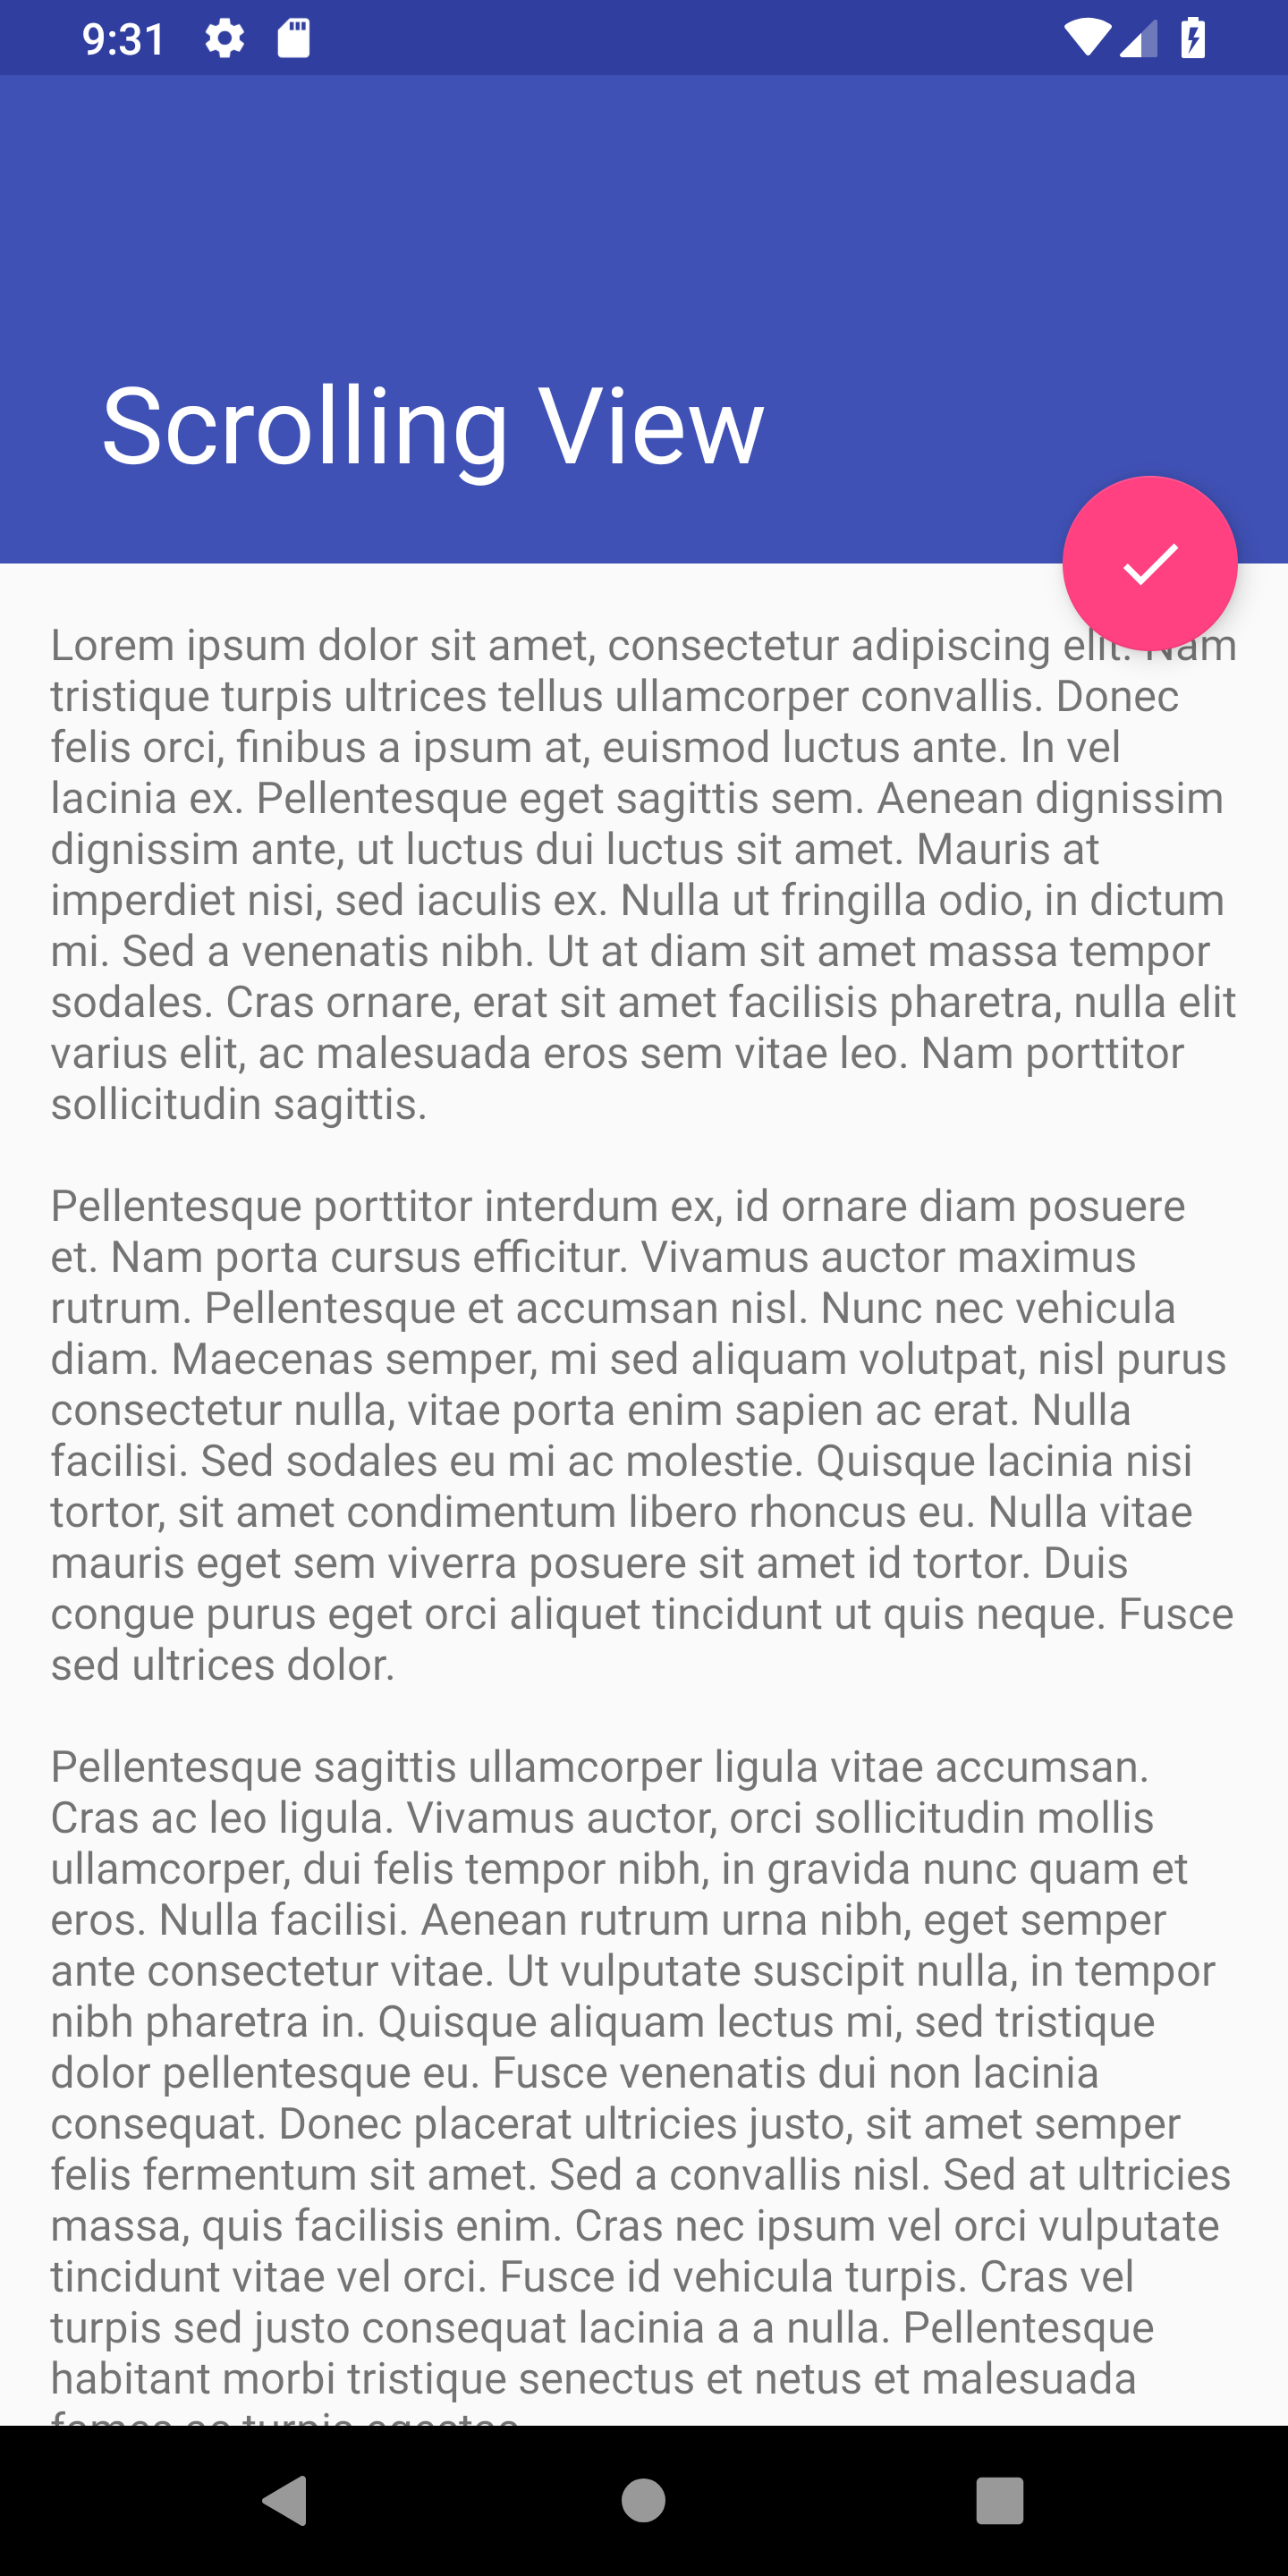 9:31
Scrolling View
Lorem ipsum dolor sit amet, consectetur adipiscing elit. Nam
tristique turpis ultrices tellus ullamcorper convallis. Donec
felis orci, finibus a ipsum at, euismod luctus ante. In vel
lacinia ex. Pellentesque eget sagittis sem. Aenean dignissim
dignissim ante, ut luctus dui luctus sit amet. Mauris at
imperdiet nisi, sed iaculis ex. Nulla ut fringilla odio, in dictum
mi. Sed a venenatis nibh. Ut at diam sit amet massa tempor
sodales. Cras ornare, erat sit amet facilisis pharetra, nulla elit
varius elit, ac malesuada eros sem vitae leo. Nam porttitor
sollicitudin sagittis.
Pellentesque porttitor interdum ex, id ornare diam posuere
et. Nam porta cursus efficitur. Vivamus auctor maximus
rutrum. Pellentesque et accumsan nisl. Nunc nec vehicula
diam. Maecenas semper, mi sed aliquam volutpat, nisl purus
consectetur nulla, vitae porta enim sapien ac erat. Nulla
facilisi. Sed sodales eu mi ac molestie. Quisque lacinia nisi
tortor, sit amet condimentum libero rhoncus eu. Nulla vitae
mauris eget sem viverra posuere sit amet id tortor. Duis
congue purus eget orci aliquet tincidunt ut quis neque. Fusce
sed ultrices dolor.
Pellentesque sagittis ullamcorper ligula vitae accumsan.
Cras ac leo ligula. Vivamus auctor, orci sollicitudin mollis
ullamcorper, dui felis tempor nibh, in gravida nunc quam et
eros. Nulla facilisi. Aenean rutrum urna nibh, eget semper
ante consectetur vitae. Ut vulputate suscipit nulla, in tempor
nibh pharetra in. Quisque aliquam lectus mi, sed tristique
dolor pellentesque eu. Fusce venenatis dui non lacinia
consequat. Donec placerat ultricies justo, sit amet semper
felis fermentum sit amet. Sed a convallis nisl. Sed at ultricies
massa, quis facilisis enim. Cras nec ipsum vel orci vulputate
tincidunt vitae vel orci. Fusce id vehicula turpis. Cras vel
turpis sed justo consequat lacinia a a nulla. Pellentesque
habitant morbi tristique senectus et netus et malesuada